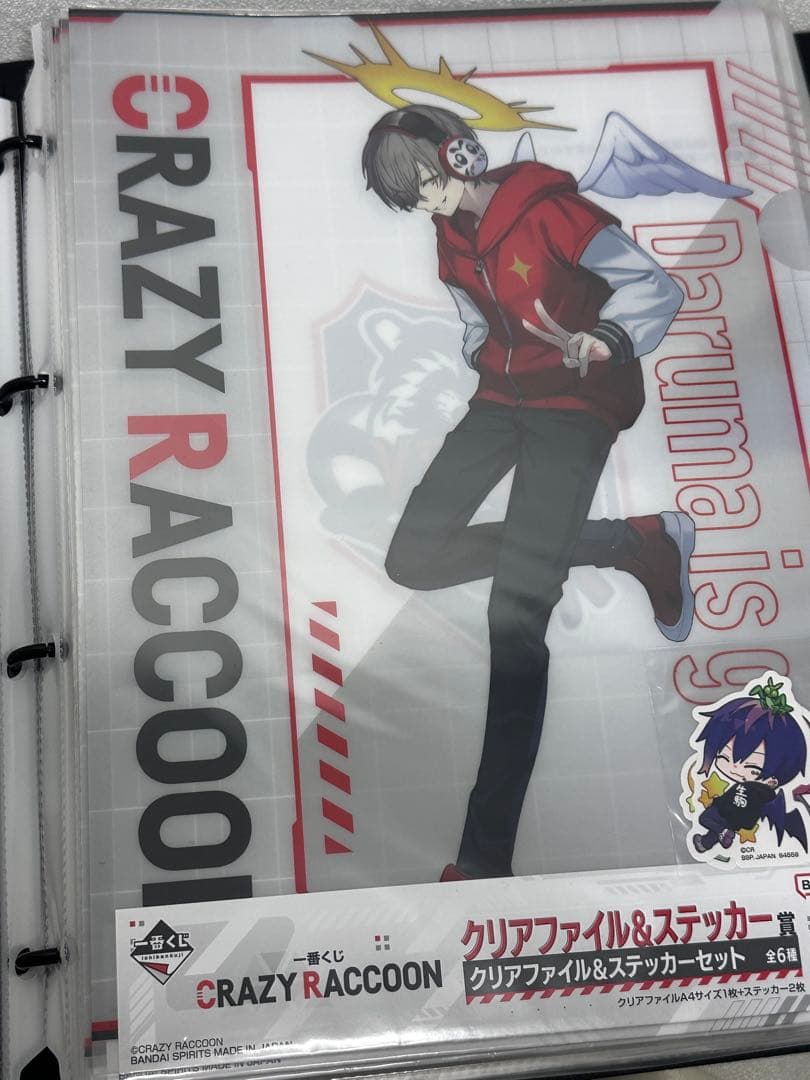 CRAZY RACCOON
Daruma is g
生駒
©CR
BSP. JAPAN 64558
一番くじ
ichibankuji
一番くじ
CRAZY RACCOON
クリアファイル&ステッカー賞
クリアファイル&ステッカーセット 全6種
クリアファイルA4サイズ1枚+ステッカー2枚
©CRAZY RACCOON
BANDAI SPIRITS MADE IN JAPAN